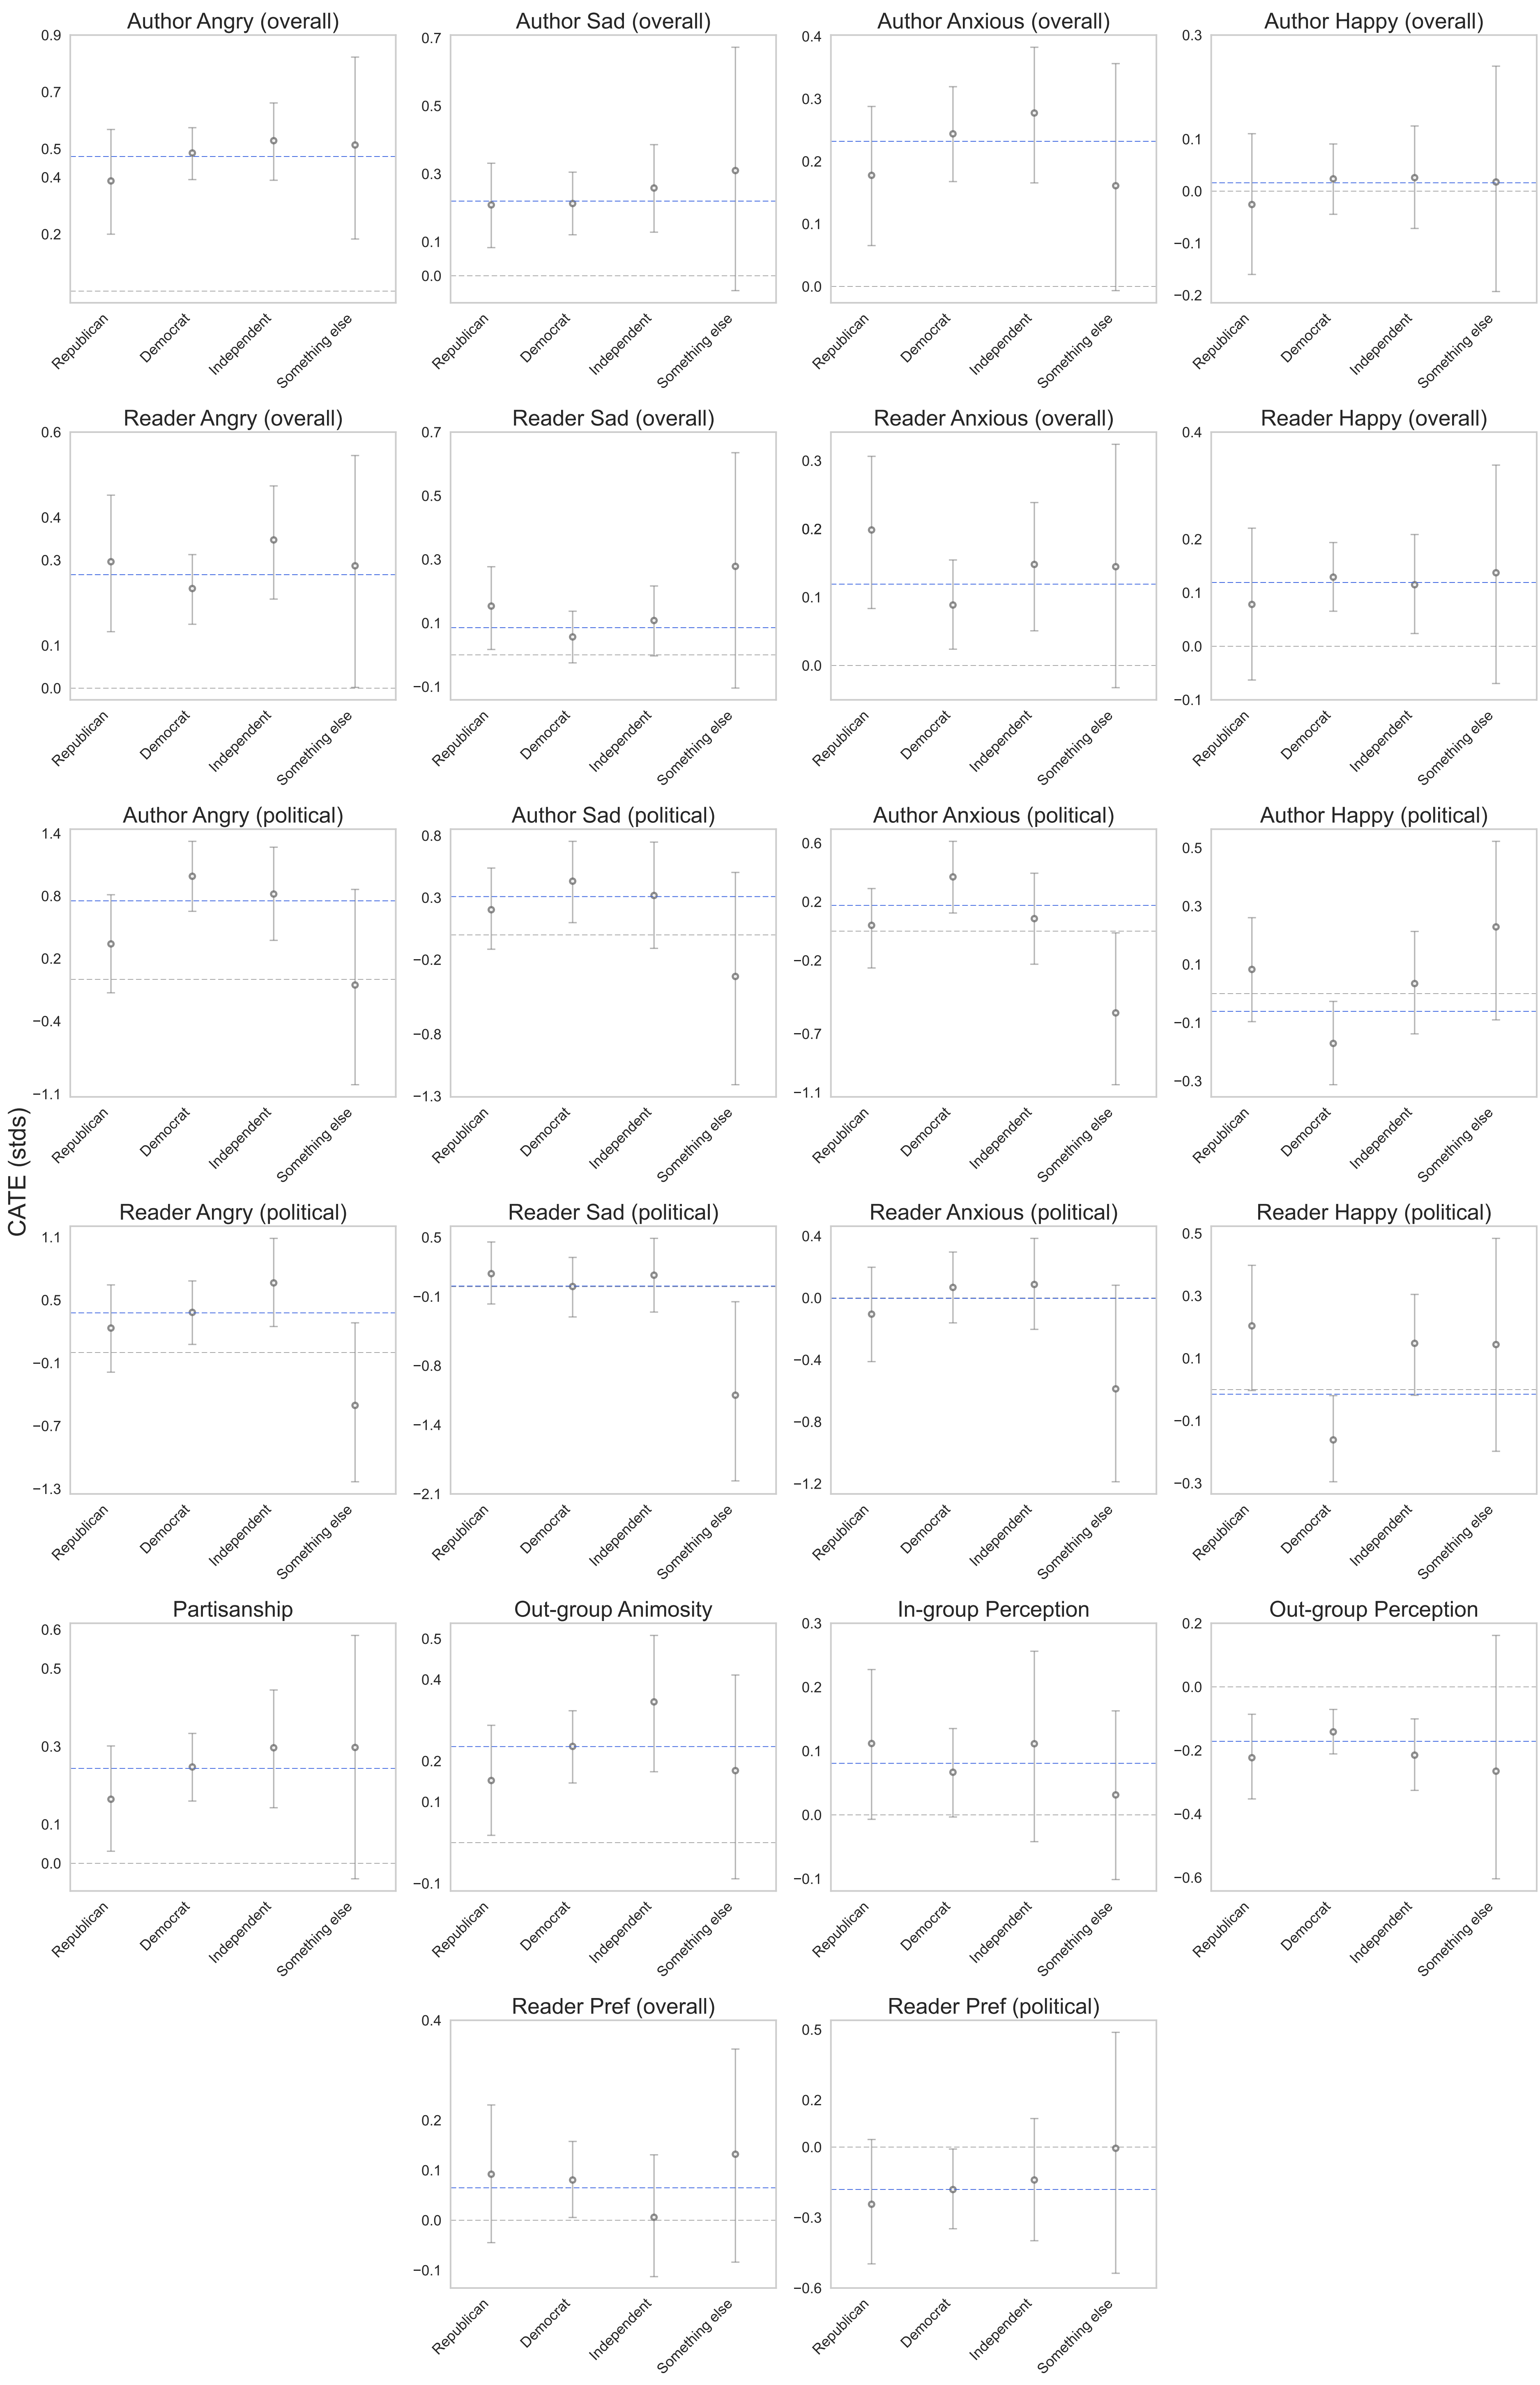 CATE (stds)
Author Angry (overall)
0.9
0.7
0.5
0.4
0.2
Republican
Democrat
Independent
Something else
Author Sad (overall)
0.7
0.5
0.3
0.1
0.0
Republican
Democrat
Independent
Something else
Author Anxious (overall)
0.4
0.3
0.2
0.1
0.0
Republican
Democrat
Independent
Something else
Author Happy (overall)
0.3
0.1
0.0
−0.1
−0.2
Republican
Democrat
Independent
Something else
Reader Angry (overall)
0.6
0.4
0.3
0.1
0.0
Republican
Democrat
Independent
Something else
Reader Sad (overall)
0.7
0.5
0.3
0.1
−0.1
Republican
Democrat
Independent
Something else
Reader Anxious (overall)
0.3
0.2
0.1
0.0
Republican
Democrat
Independent
Something else
Reader Happy (overall)
0.4
0.2
0.1
0.0
−0.1
Republican
Democrat
Independent
Something else
Author Angry (political)
1.4
0.8
0.2
−0.4
−1.1
Republican
Democrat
Independent
Something else
Author Sad (political)
0.8
0.3
−0.2
−0.8
−1.3
Republican
Democrat
Independent
Something else
Author Anxious (political)
0.6
0.2
−0.2
−0.7
−1.1
Republican
Democrat
Independent
Something else
Author Happy (political)
0.5
0.3
0.1
−0.1
−0.3
Republican
Democrat
Independent
Something else
Reader Angry (political)
1.1
0.5
−0.1
−0.7
−1.3
Republican
Democrat
Independent
Something else
Reader Sad (political)
0.5
−0.1
−0.8
−1.4
−2.1
Republican
Democrat
Independent
Something else
Reader Anxious (political)
0.4
0.0
−0.4
−0.8
−1.2
Republican
Democrat
Independent
Something else
Reader Happy (political)
0.5
0.3
0.1
−0.1
−0.3
Republican
Democrat
Independent
Something else
Partisanship
0.6
0.5
0.3
0.1
0.0
Republican
Democrat
Independent
Something else
Out-group Animosity
0.5
0.4
0.2
0.1
−0.1
Republican
Democrat
Independent
Something else
In-group Perception
0.3
0.2
0.1
0.0
−0.1
Republican
Democrat
Independent
Something else
Out-group Perception
0.2
0.0
−0.2
−0.4
−0.6
Republican
Democrat
Independent
Something else
Reader Pref (overall)
0.4
0.2
0.1
0.0
−0.1
Republican
Democrat
Independent
Something else
Reader Pref (political)
0.5
0.2
0.0
−0.3
−0.6
Republican
Democrat
Independent
Something else